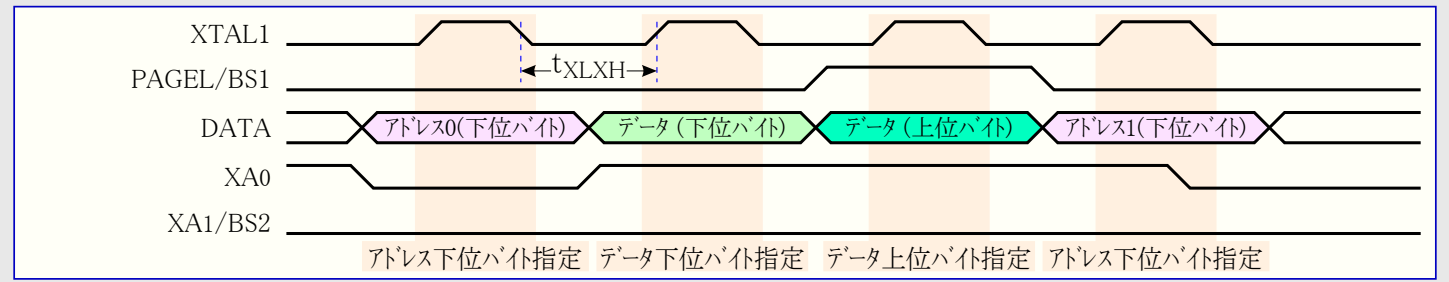 XTAL1
tXLXH
PAGEL/BS1
DATA
アドレス0(下位バイト)
データ (下位バイト)
データ (上位バイト)
アドレス1(下位バイト)
XA0
XA1/BS2
アドレス下位バイト指定
データ下位バイト指定
データ上位バイト指定
アドレス下位バイト指定